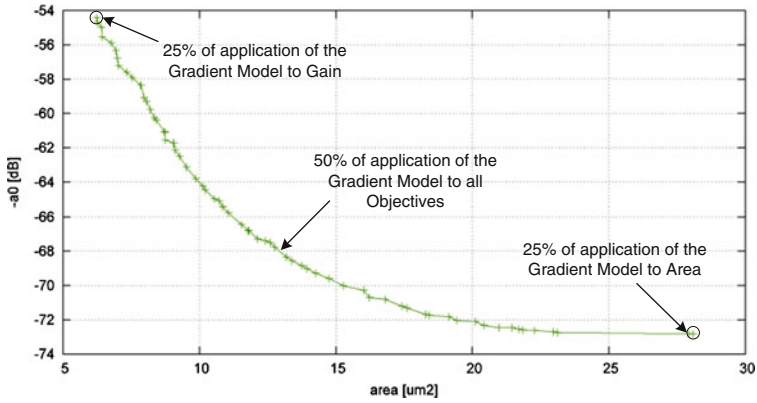 -54
-56
-58
-60
-62
-64
-66
-68
-70
-72
-74
-a0 [dB]
25% of application of the
Gradient Model to Gain
50% of application of the
Gradient Model to all
Objectives
25% of application of the
Gradient Model to Area
5
10
15
20
25
30
area [um2]